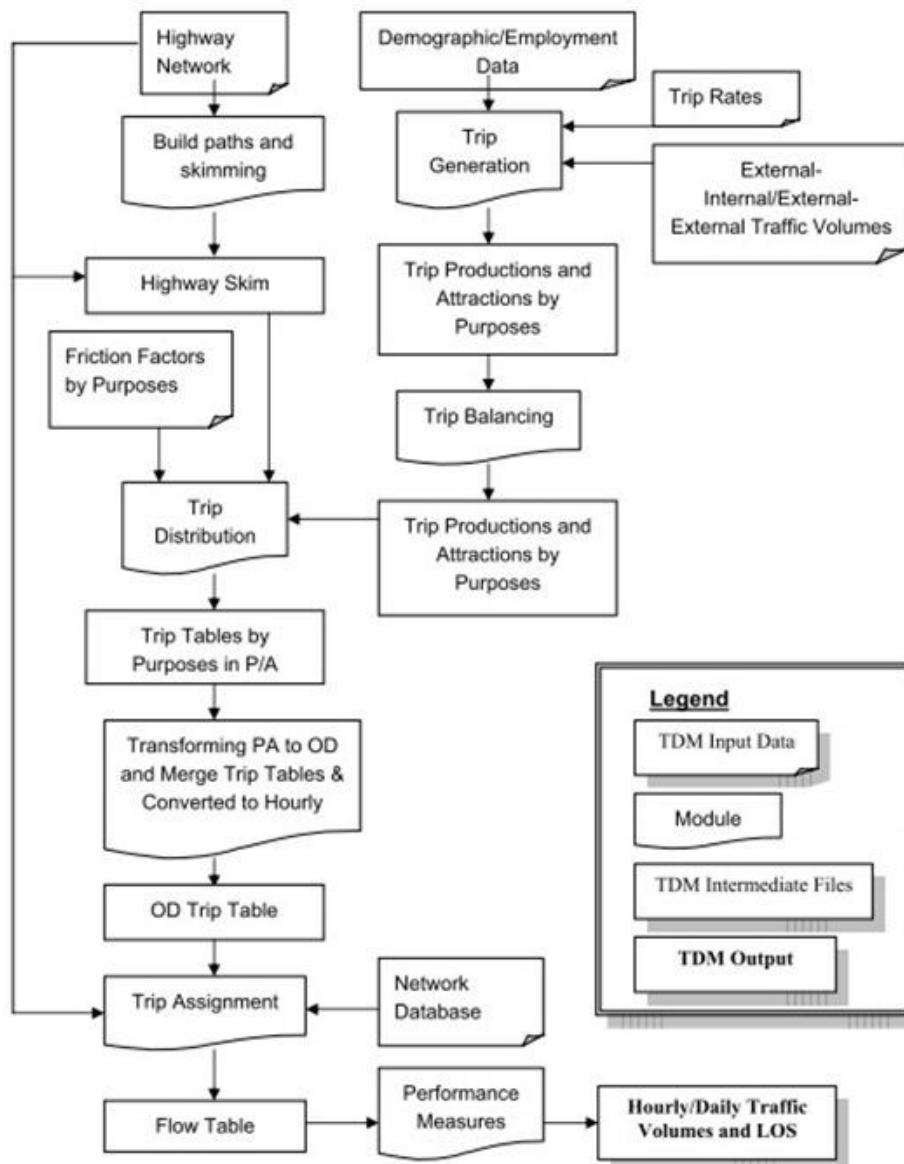 Highway
Network
Demographic/Employment
Data
Trip Rates
Build paths and
skimming
Trip
Generation
External-
Internal/External-
External Traffic Volumes
Highway Skim
Trip Productions and
Attractions by
Purposes
Friction Factors
by Purposes
Trip Balancing
Trip
Distribution
Trip Productions and
Attractions by
Purposes
Trip Tables by
Purposes in P/A
Transforming PA to OD
and Merge Trip Tables &
Converted to Hourly
OD Trip Table
Trip Assignment
Network
Database
Flow Table
Performance
Measures
Hourly/Daily Traffic
Volumes and LOS
Legend
TDM Input Data
Module
TDM Intermediate Files
TDM Output